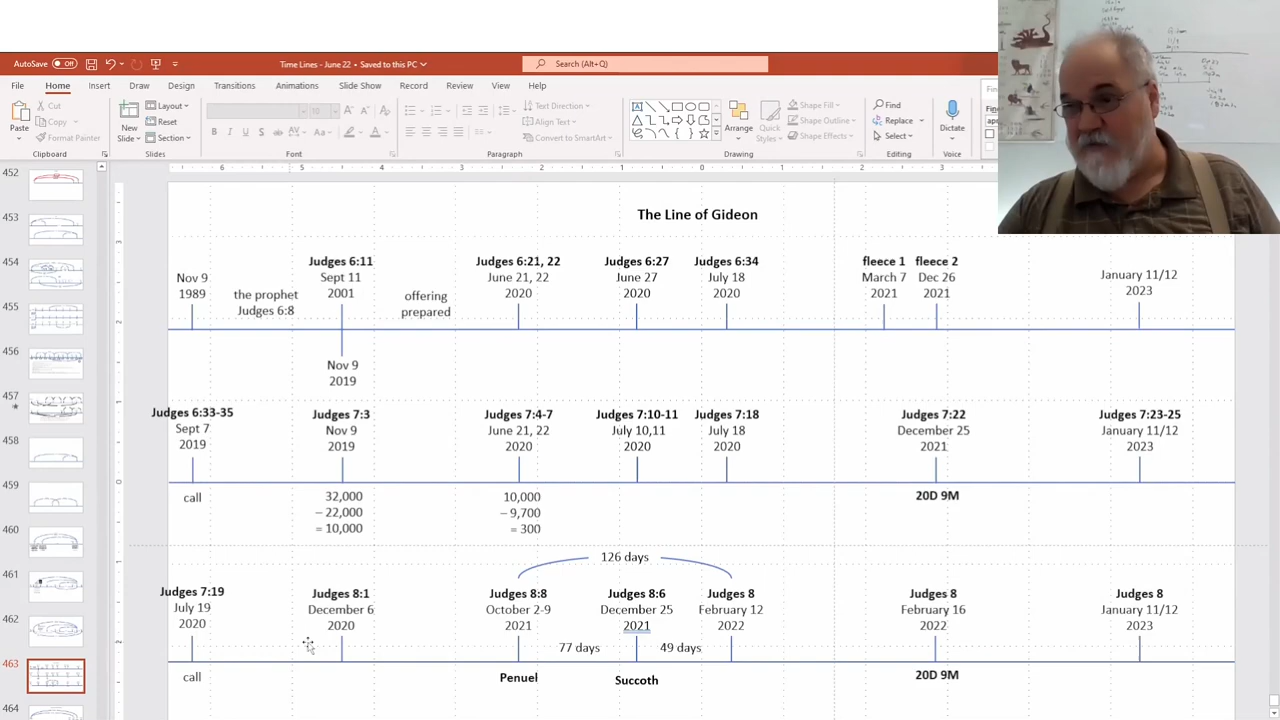 AutoSave Off
Time Lines - June 22 • Saved to this PC
Search (Alt+Q)
File Home Insert Draw Design Transitions Animations Slide Show Record Review View Help
Paste
Cut
Copy
Format Painter
Clipboard
New
Slide
Layout
Reset
Section
Slides
Font
Text Direction
Align Text
Convert to SmartArt
Paragraph
Arrange
Quick
Styles
Shape Fill
Shape Outline
Shape Effects
Drawing
Find
Replace
Select
Editing
Dictate
Voice
452
453
454
455
456
457
458
459
460
461
462
463
464
The Line of Gideon
Nov 9
1989
the prophet
Judges 6:8
Judges 6:11
Sept 11
2001
offering
prepared
Judges 6:21, 22
June 21, 22
2020
Judges 6:27
June 27
2020
Judges 6:34
July 18
2020
fleece 1
March 7
2021
fleece 2
Dec 26
2021
January 11/12
2023
Nov 9
2019
Judges 6:33-35
Sept 7
2019
call
Judges 7:3
Nov 9
2019
32,000
– 22,000
= 10,000
Judges 7:4-7
June 21, 22
2020
10,000
– 9,700
= 300
Judges 7:10-11
July 10,11
2020
Judges 7:18
July 18
2020
Judges 7:22
December 25
2021
20D 9M
Judges 7:23-25
January 11/12
2023
126 days
Judges 7:19
July 19
2020
call
Judges 8:1
December 6
2020
Judges 8:8
October 2-9
2021
Penuel
77 days
Judges 8:6
December 25
2021
Succoth
49 days
Judges 8
February 12
2022
Judges 8
February 16
2022
20D 9M
Judges 8
January 11/12
2023